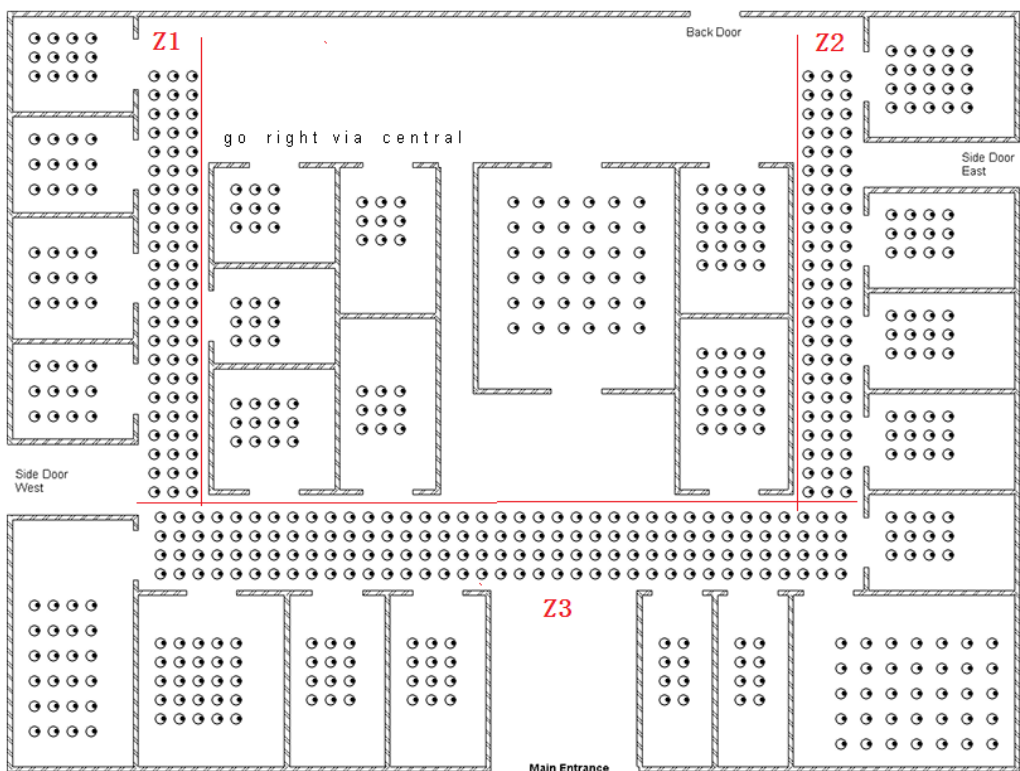 Z1
Z2
Back Door
go right via central
Side Door
East
Side Door
West
Z3
Main Entrance